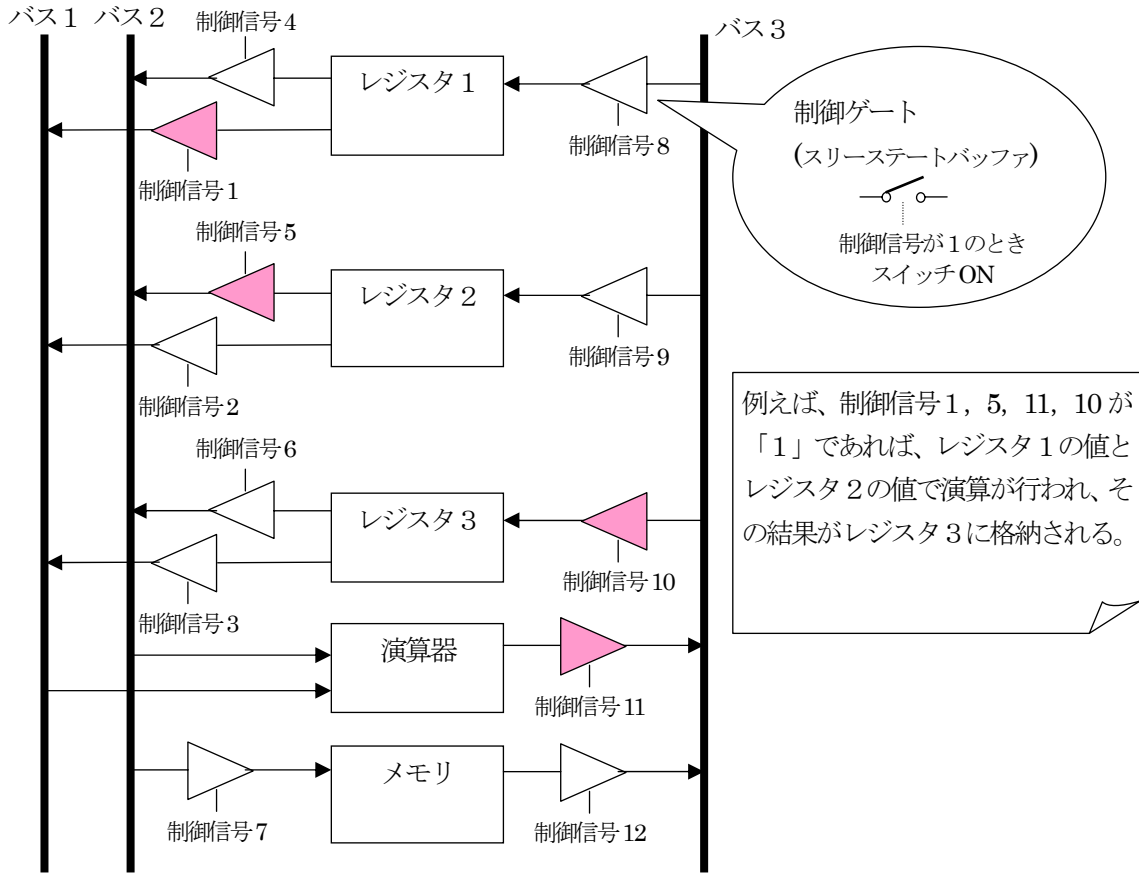 バス1 バス2
制御信号4
バス3
レジスタ1
制御信号8
制御信号1
制御ゲート
(スリーステートバッファ)
制御信号が1のとき
スイッチON
制御信号5
レジスタ2
制御信号9
制御信号2
例えば、制御信号1, 5, 11, 10が
「1」であれば、レジスタ1の値と
レジスタ2の値で演算が行われ、そ
の結果がレジスタ3に格納される。
制御信号6
レジスタ3
制御信号10
制御信号3
演算器
制御信号11
メモリ
制御信号7
制御信号12